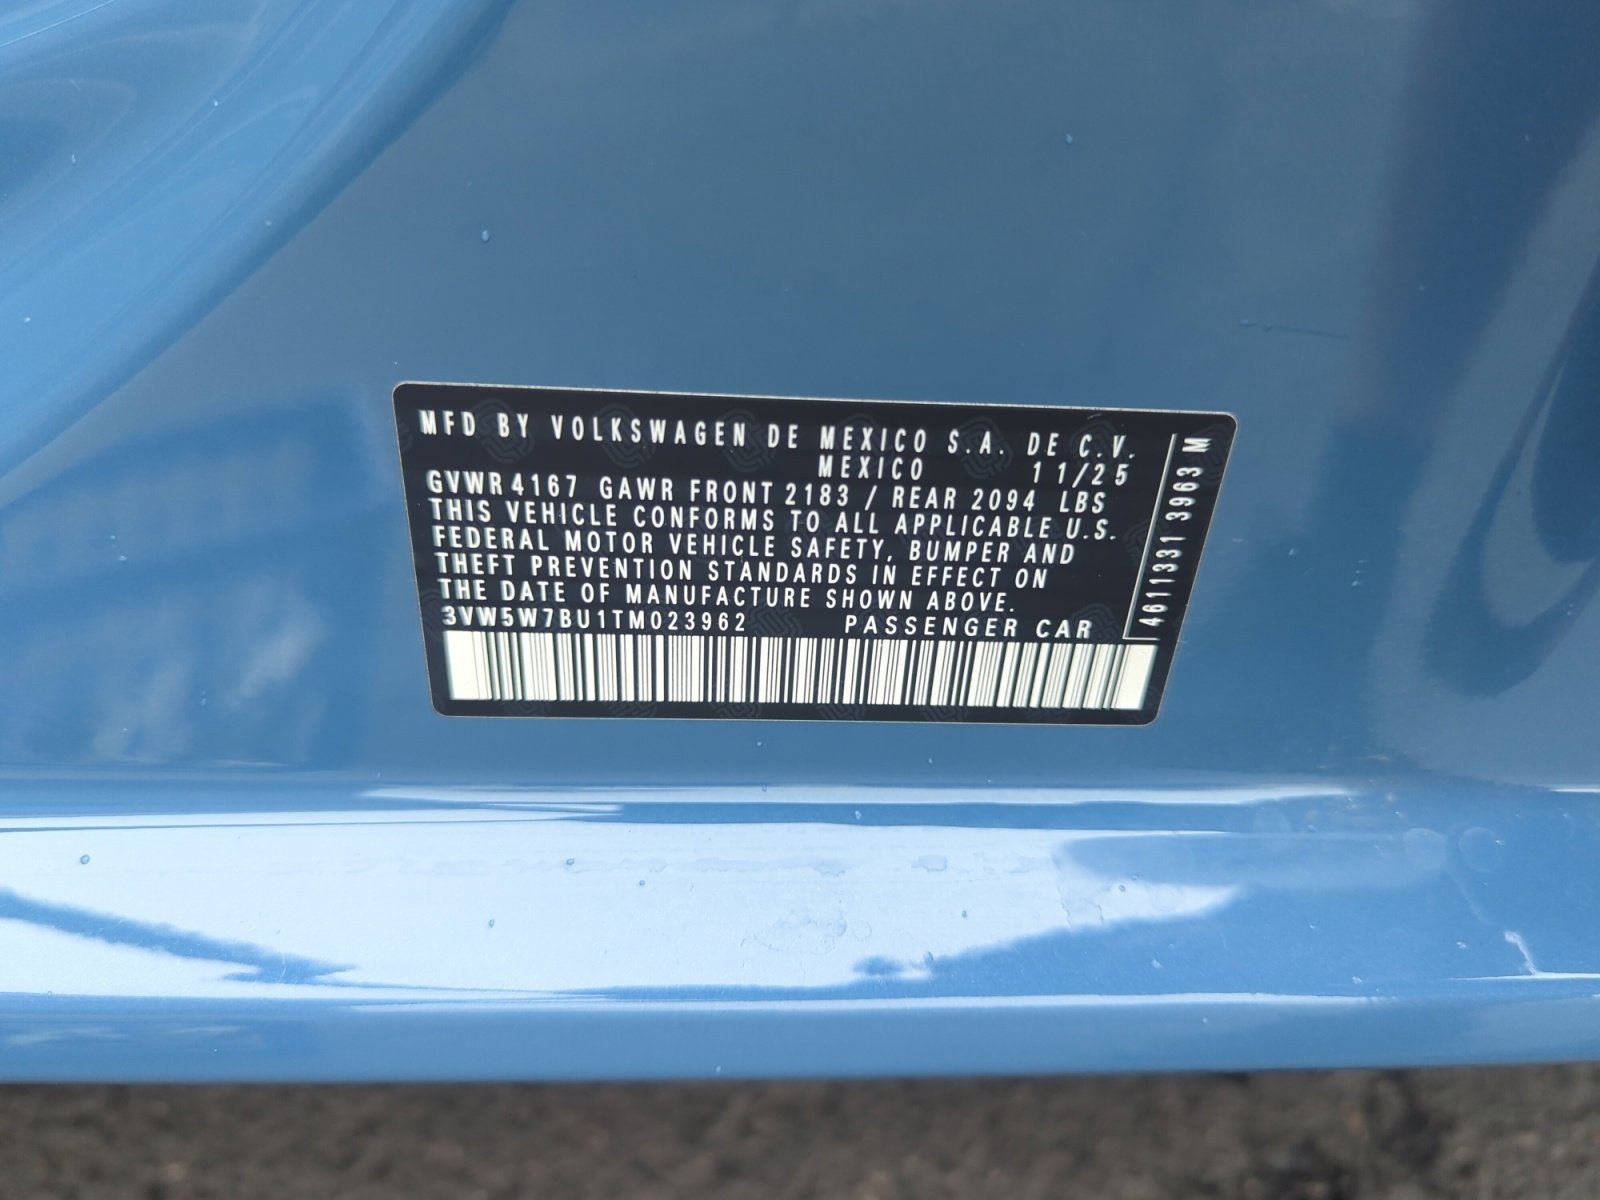 MFD BY VOLKSWAGEN DE MEXICO S.A. DE C.V.
MEXICO 11/25
GVWR 4167 GAWR FRONT 2183 / REAR 2094 LBS
THIS VEHICLE CONFORMS TO ALL APPLICABLE U.S.
FEDERAL MOTOR VEHICLE SAFETY, BUMPER AND
THEFT PREVENTION STANDARDS IN EFFECT ON
THE DATE OF MANUFACTURE SHOWN ABOVE.
3VW5W7BU1TM023962 PASSENGER CAR
4611331 3963 M